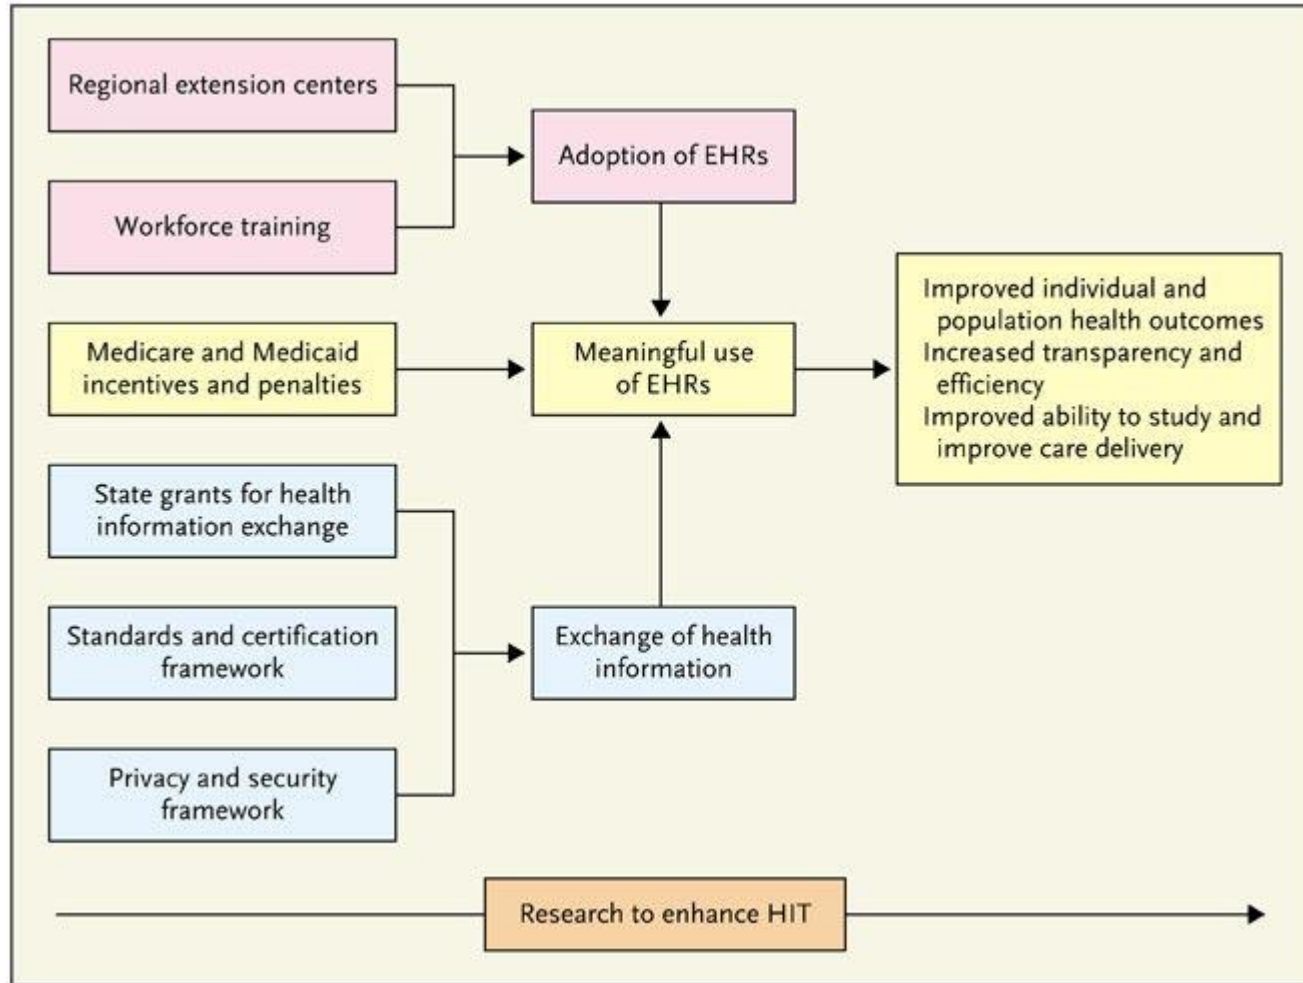 Regional extension centers
Adoption of EHRs
Workforce training
Medicare and Medicaid
incentives and penalties
Meaningful use
of EHRs
Improved individual and
population health outcomes
Increased transparency and
efficiency
Improved ability to study and
improve care delivery
State grants for health
information exchange
Standards and certification
framework
Exchange of health
information
Privacy and security
framework
Research to enhance HIT